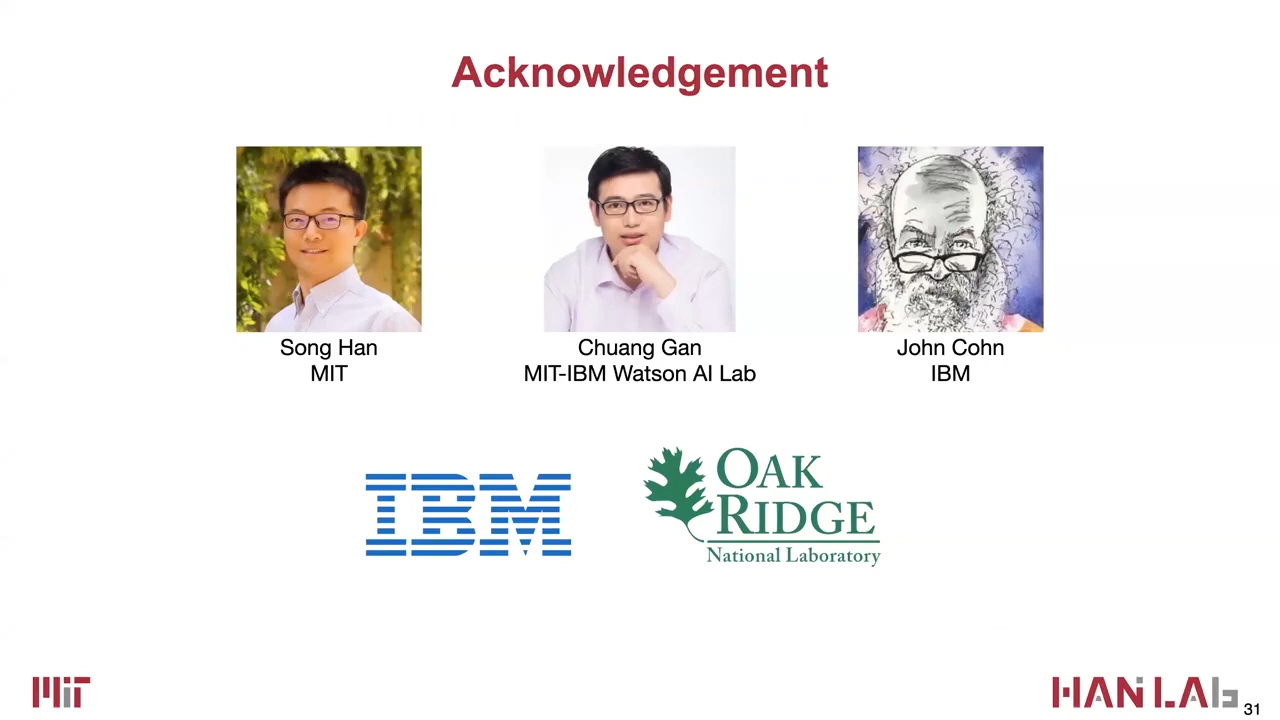 Acknowledgement
Song Han
MIT
Chuang Gan
MIT-IBM Watson AI Lab
John Cohn
IBM
IBM
OAK
RIDGE
National Laboratory
MiT
HAN LAb
31